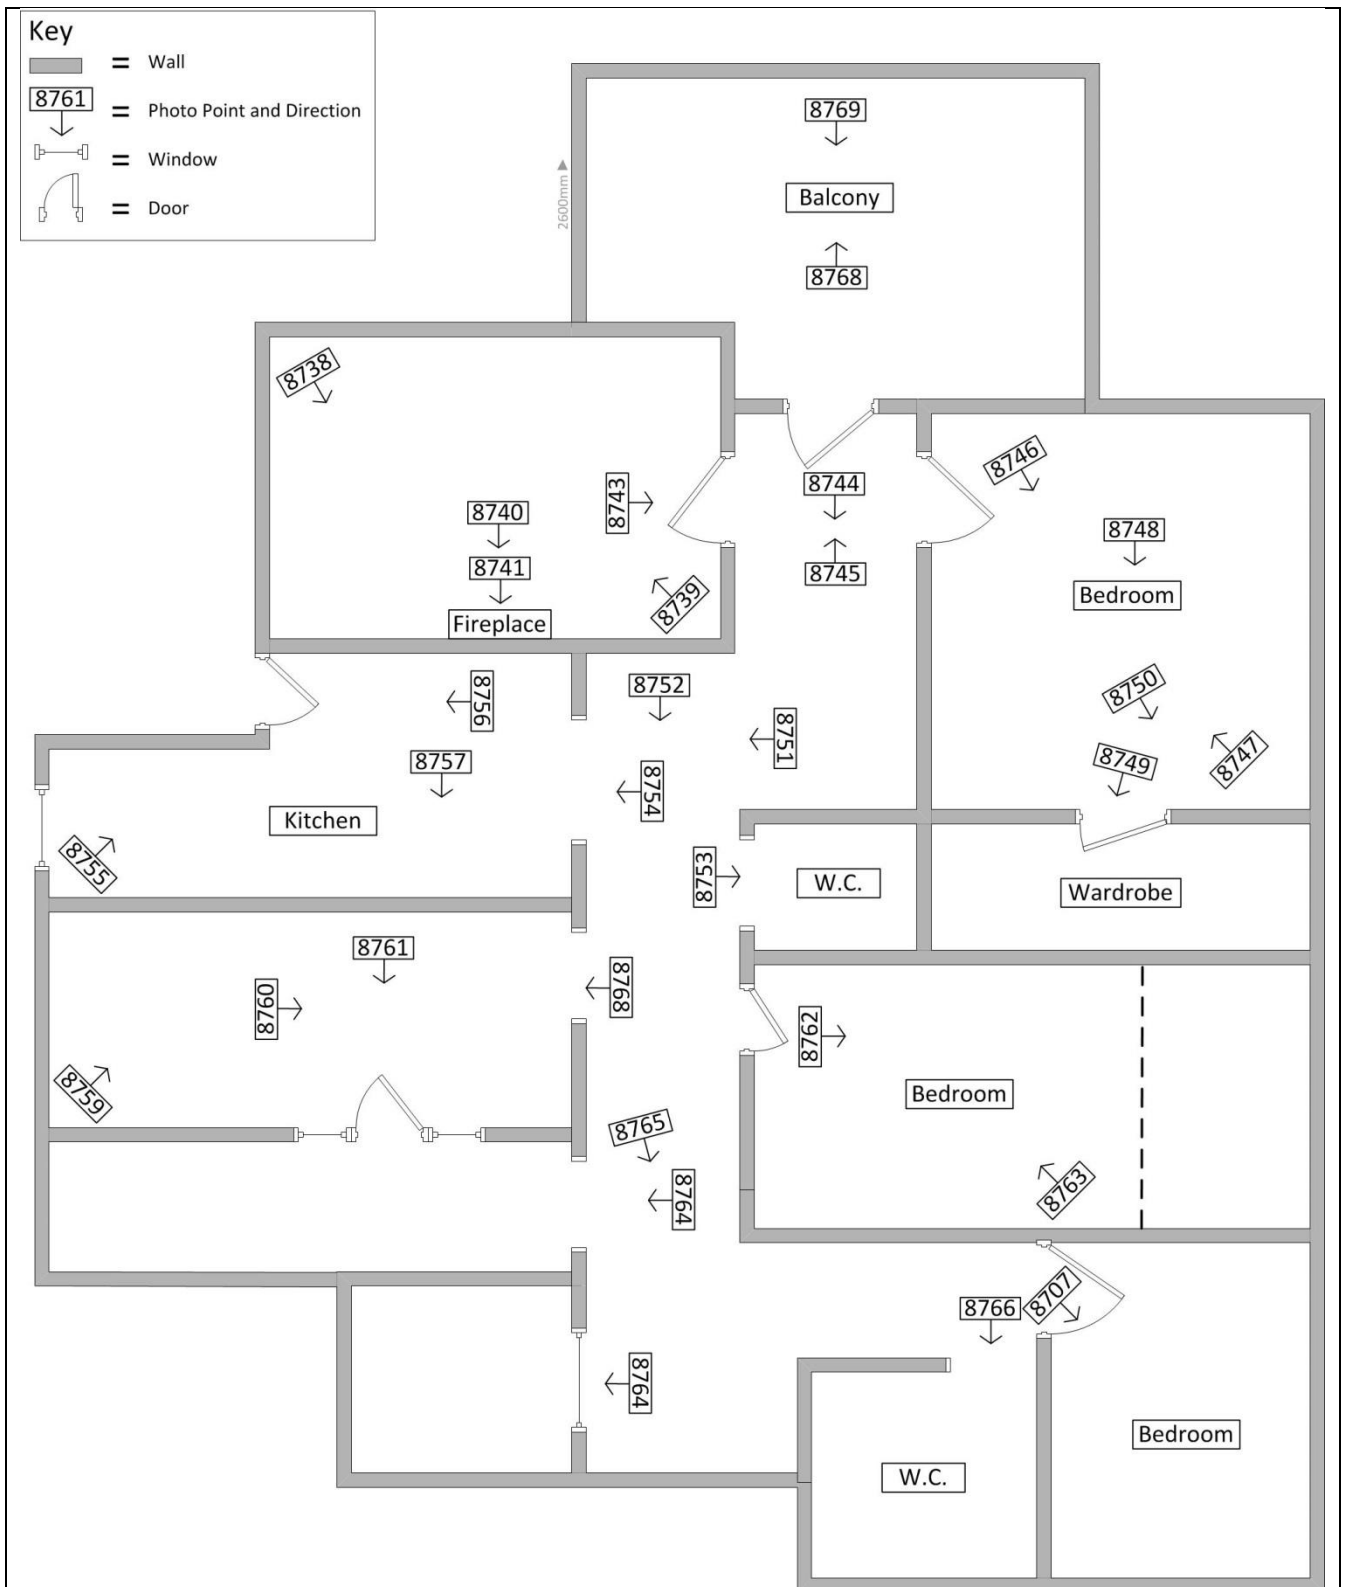 Key
= Wall
8761 = Photo Point and Direction
= Window
= Door
2600mm
8769
Balcony
8768
8738
8743
8740
8741
8739
Fireplace
8744
8745
8746
8748
Bedroom
8750
8747
8749
8756
8752
8751
8757
8754
Kitchen
8755
8753
W.C.
Wardrobe
8761
8760
8768
8762
8759
Bedroom
8765
8764
8763
8766
8707
8764
Bedroom
W.C.